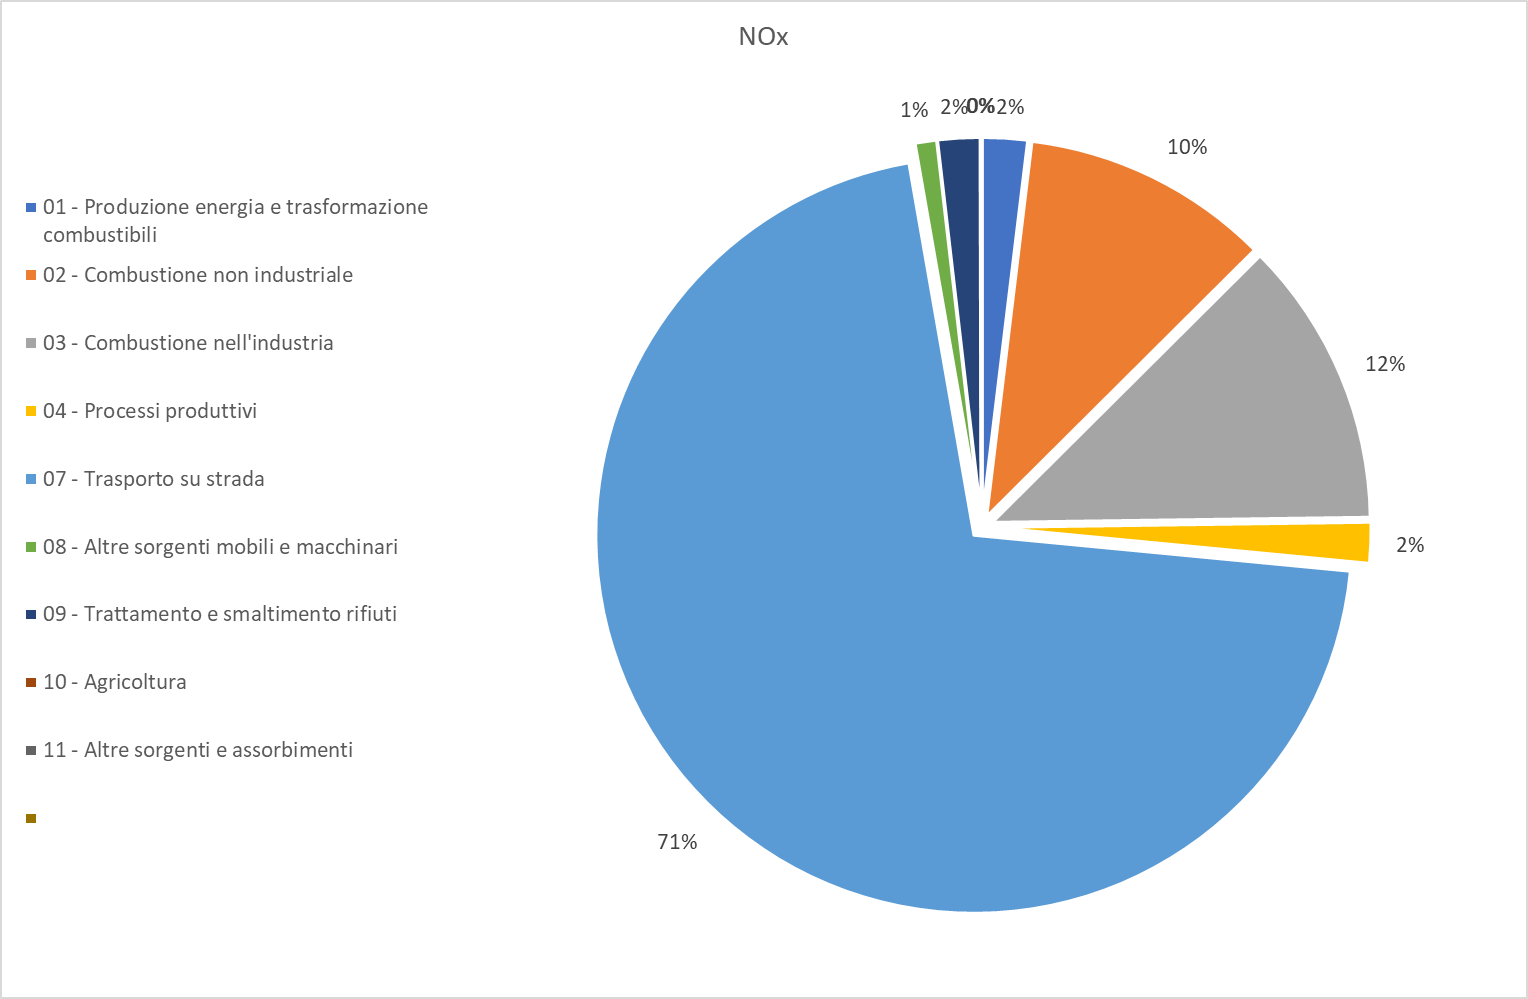 NOx
1%
2%
0%
2%
10%
01 - Produzione energia e trasformazione
combustibili
02 - Combustione non industriale
03 - Combustione nell'industria
12%
04 - Processi produttivi
07 - Trasporto su strada
08 - Altre sorgenti mobili e macchinari
2%
09 - Trattamento e smaltimento rifiuti
10 - Agricoltura
11 - Altre sorgenti e assorbimenti
71%